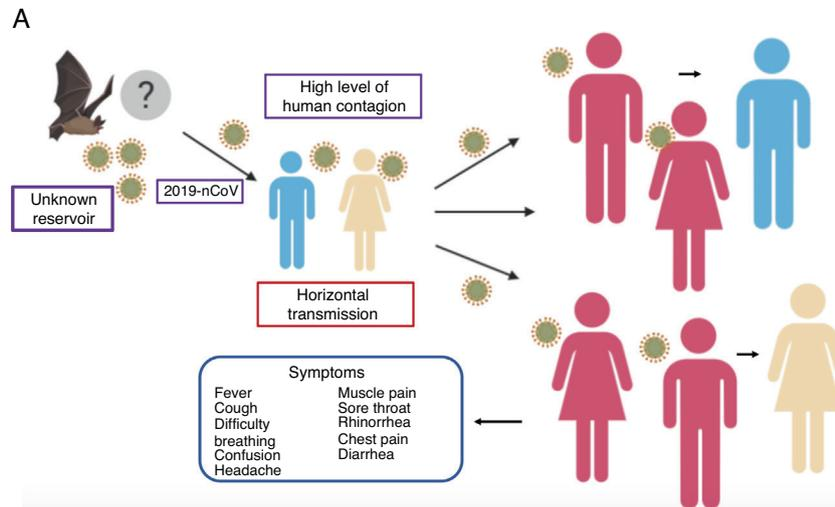 A
?
High level of
human contagion
Unknown
reservoir
2019-nCoV
Horizontal
transmission
Symptoms
Fever
Cough
Difficulty
breathing
Confusion
Headache
Muscle pain
Sore throat
Rhinorrhea
Chest pain
Diarrhea